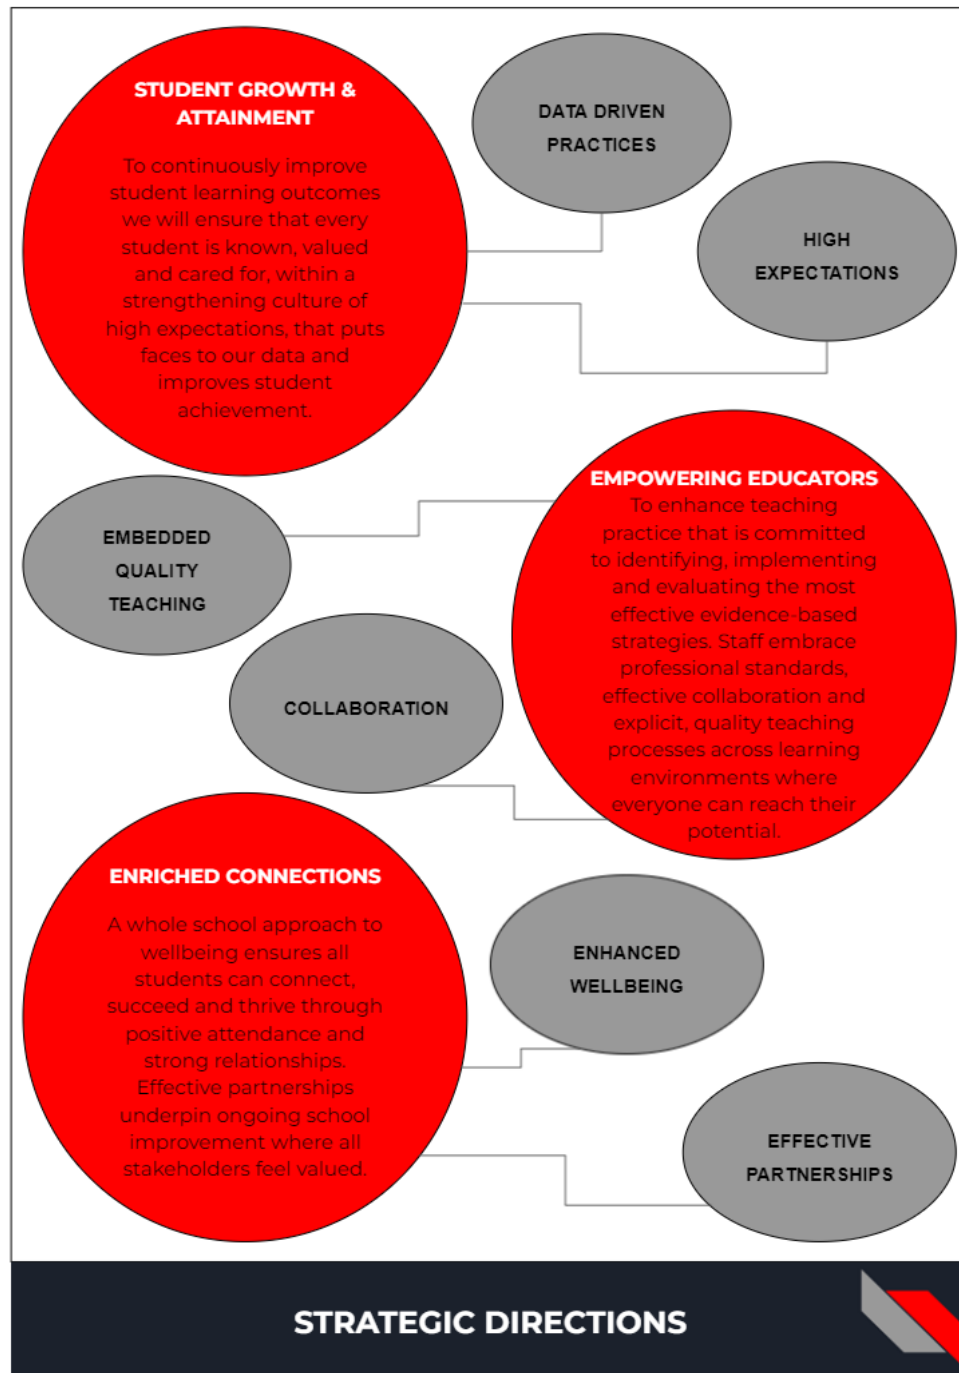 STUDENT GROWTH &
ATTAINMENT
To continuously improve
student learning outcomes
we will ensure that every
student is known, valued
and cared for, within a
strengthening culture of
high expectations, that puts
faces to our data and
improves student
achievement.
DATA DRIVEN
PRACTICES
HIGH
EXPECTATIONS
EMPOWERING EDUCATORS
To enhance teaching
practice that is committed
to identifying, implementing
and evaluating the most
effective evidence-based
strategies. Staff embrace
professional standards,
effective collaboration and
explicit, quality teaching
processes across learning
environments where
everyone can reach their
potential.
EMBEDDED
QUALITY
TEACHING
COLLABORATION
ENRICHED CONNECTIONS
A whole school approach to
wellbeing ensures all
students can connect,
succeed and thrive through
positive attendance and
strong relationships.
Effective partnerships
underpin ongoing school
improvement where all
stakeholders feel valued.
ENHANCED
WELLBEING
EFFECTIVE
PARTNERSHIPS
STRATEGIC DIRECTIONS